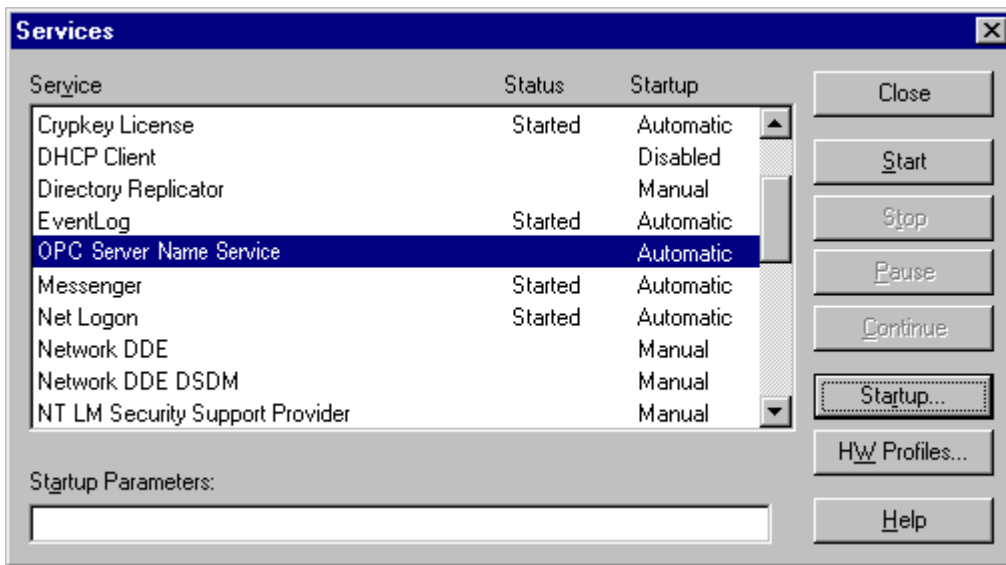 Services
Service Status Startup
Crypkey License Started Automatic
DHCP Client Disabled
Directory Replicator Manual
EventLog Started Automatic
OPC Server Name Service Automatic
Messenger Started Automatic
Net Logon Started Automatic
Network DDE Manual
Network DDE DSDM Manual
NT LM Security Support Provider Manual
Startup Parameters:
Close
Start
Stop
Pause
Continue
Startup...
HW Profiles...
Help